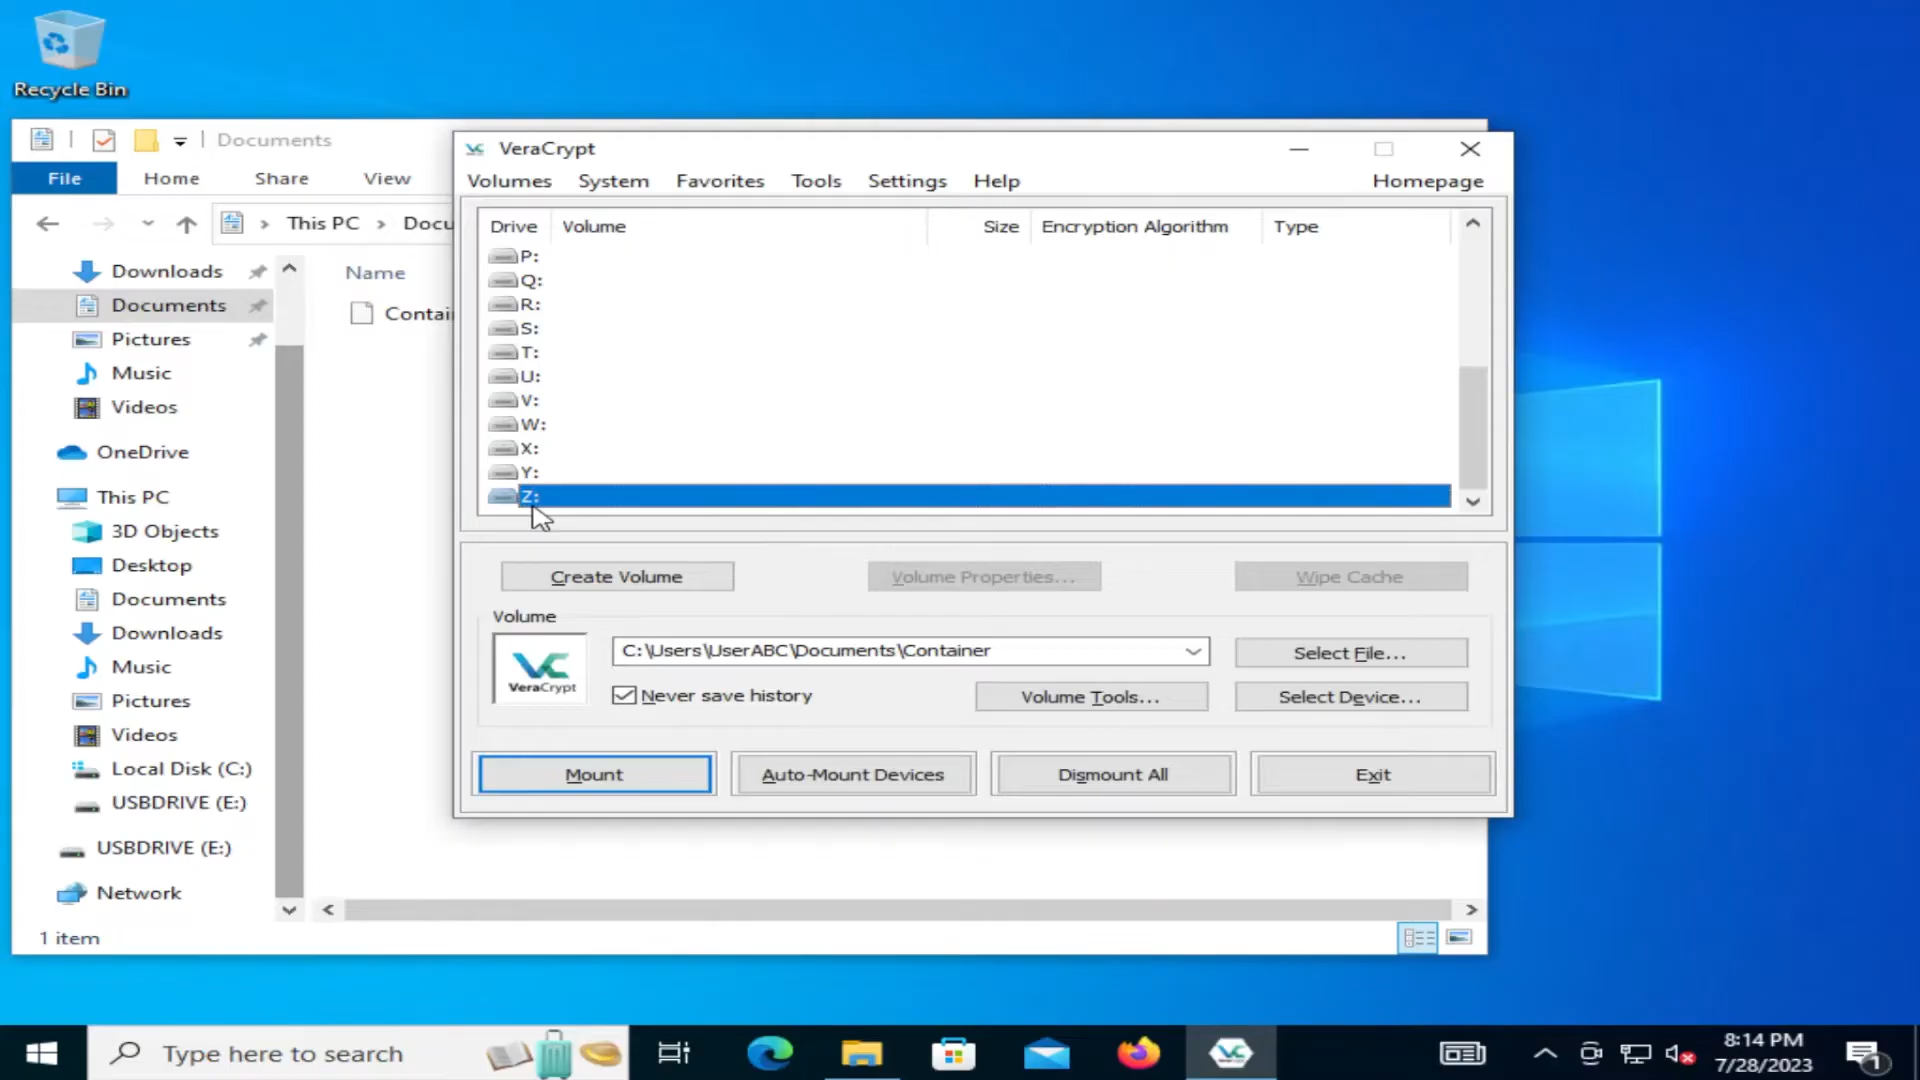 Recycle Bin
Documents
File Home Share View
This PC > Docu
Downloads
Documents
Pictures
Music
Videos
OneDrive
This PC
3D Objects
Desktop
Documents
Downloads
Music
Pictures
Videos
Local Disk (C:)
USBDRIVE (E:)
USBDRIVE (E:)
Network
1 item
Name
Contai
VeraCrypt
Volumes System Favorites Tools Settings Help Homepage
Drive Volume Size Encryption Algorithm Type
P:
Q:
R:
S:
T:
U:
V:
W:
X:
Y:
Z:
Create Volume Volume Properties... Wipe Cache
Volume
VeraCrypt
C:\Users\UserABC\Documents\Container Select File...
Never save history Volume Tools... Select Device...
Mount Auto-Mount Devices Dismount All Exit
Type here to search
8:14 PM
7/28/2023
1